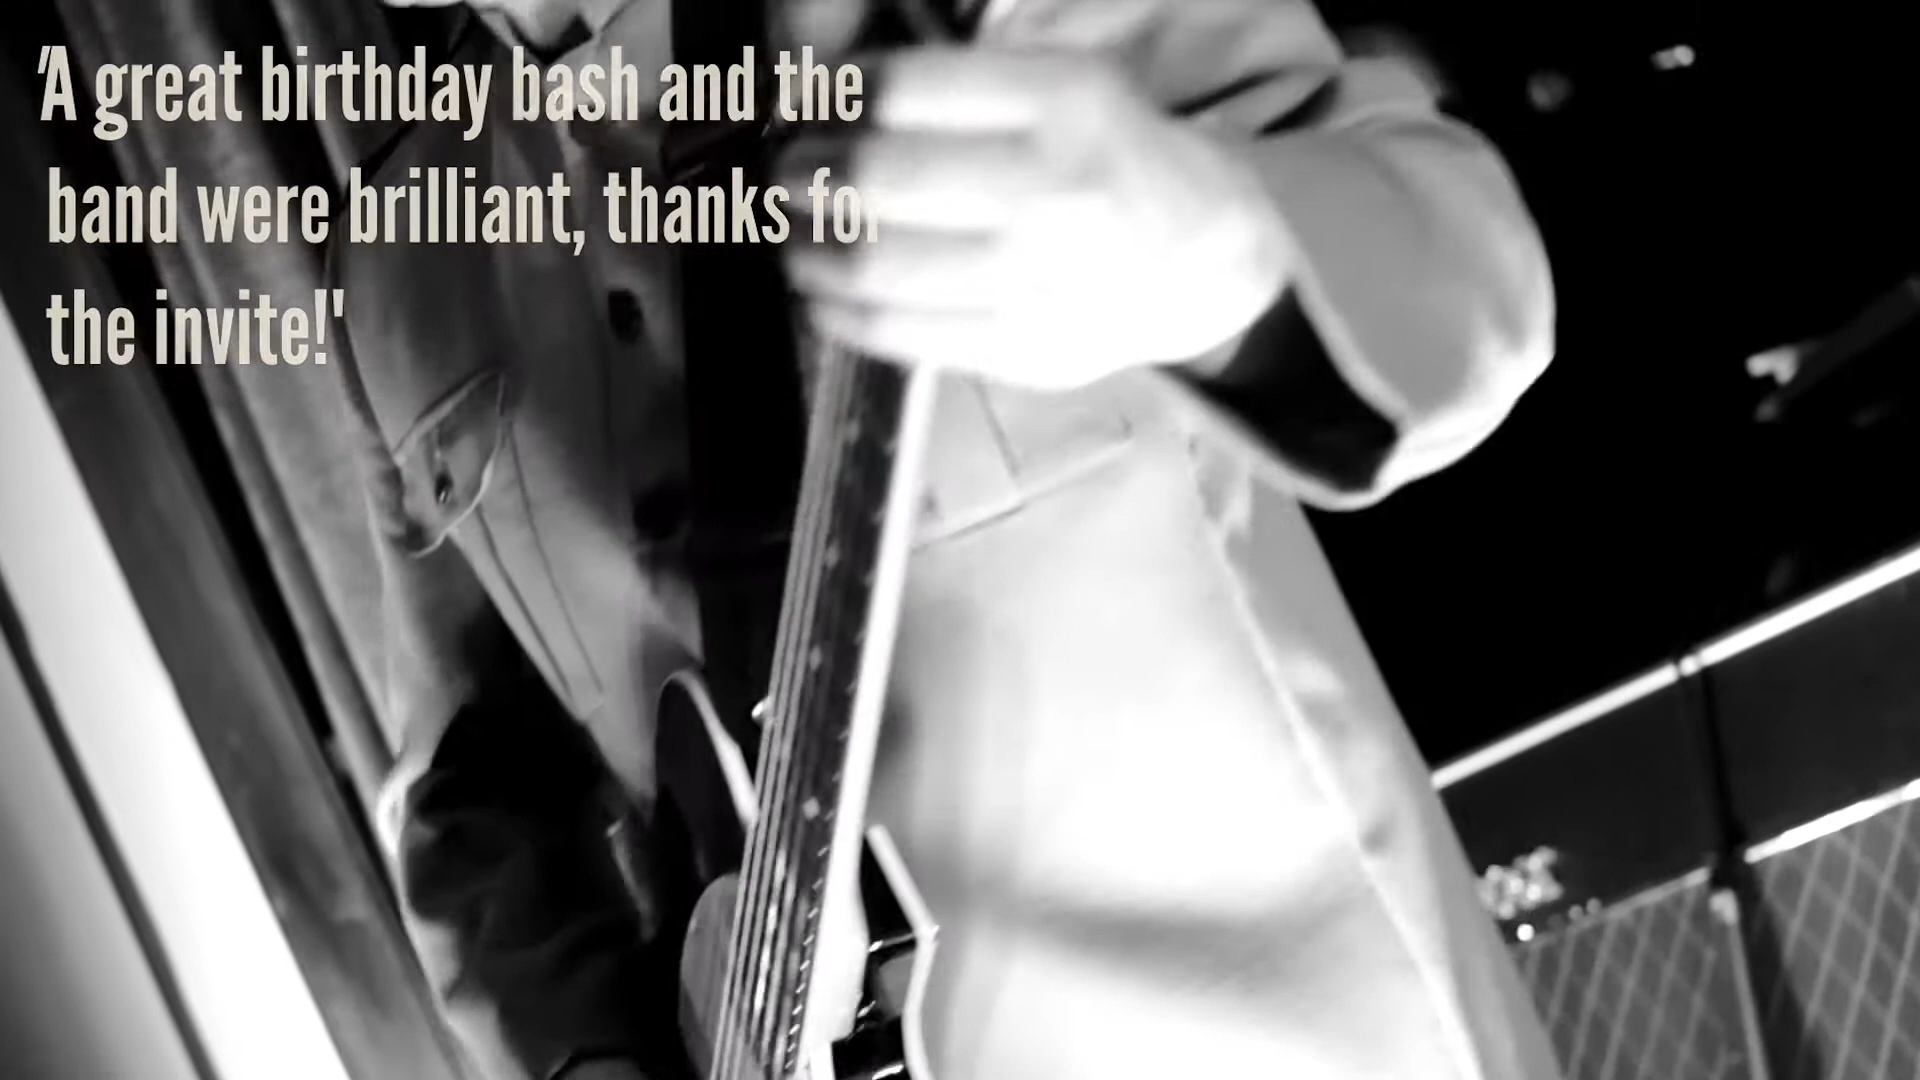 'A great birthday bash and the
band were brilliant, thanks for
the invite!'